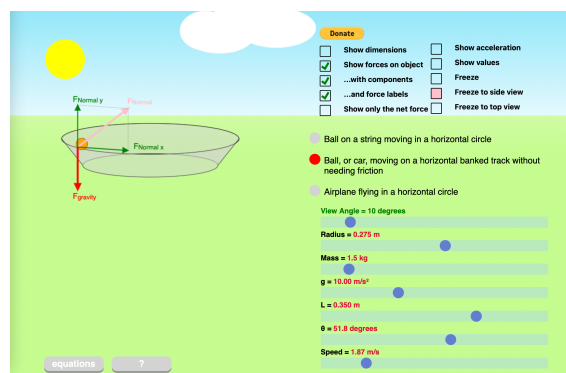 Donate
Show dimensions
Show acceleration
Show forces on object
Show values
...with components
Freeze
...and force labels
Freeze to side view
Show only the net force
Freeze to top view
FNormal y
FNormal
FNormal x
Fgravity
Ball on a string moving in a horizontal circle
Ball, or car, moving on a horizontal banked track without
needing friction
Airplane flying in a horizontal circle
View Angle = 10 degrees
Radius = 0.275 m
Mass = 1.5 kg
g = 10.00 m/s²
L = 0.350 m
θ = 51.8 degrees
Speed = 1.87 m/s
equations
?